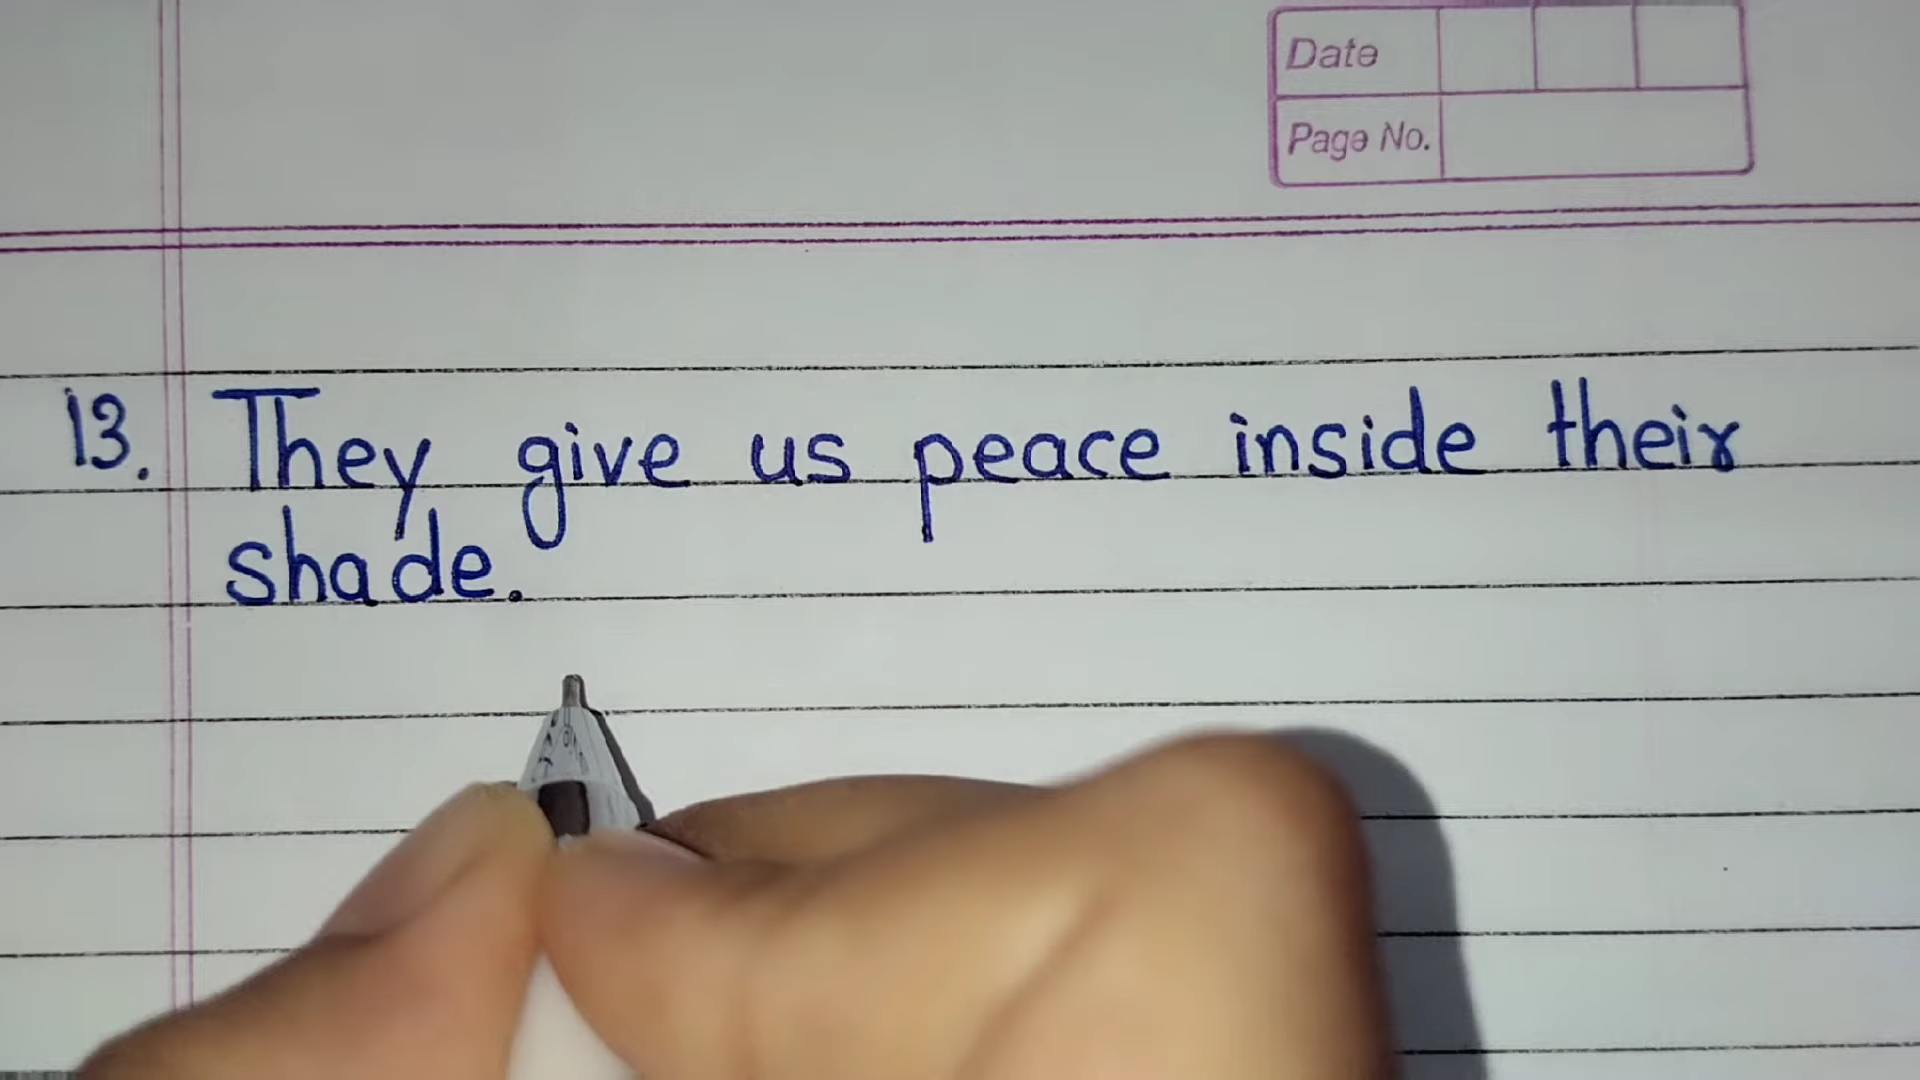 Date
Page No.
13. They give us peace inside their
shade.